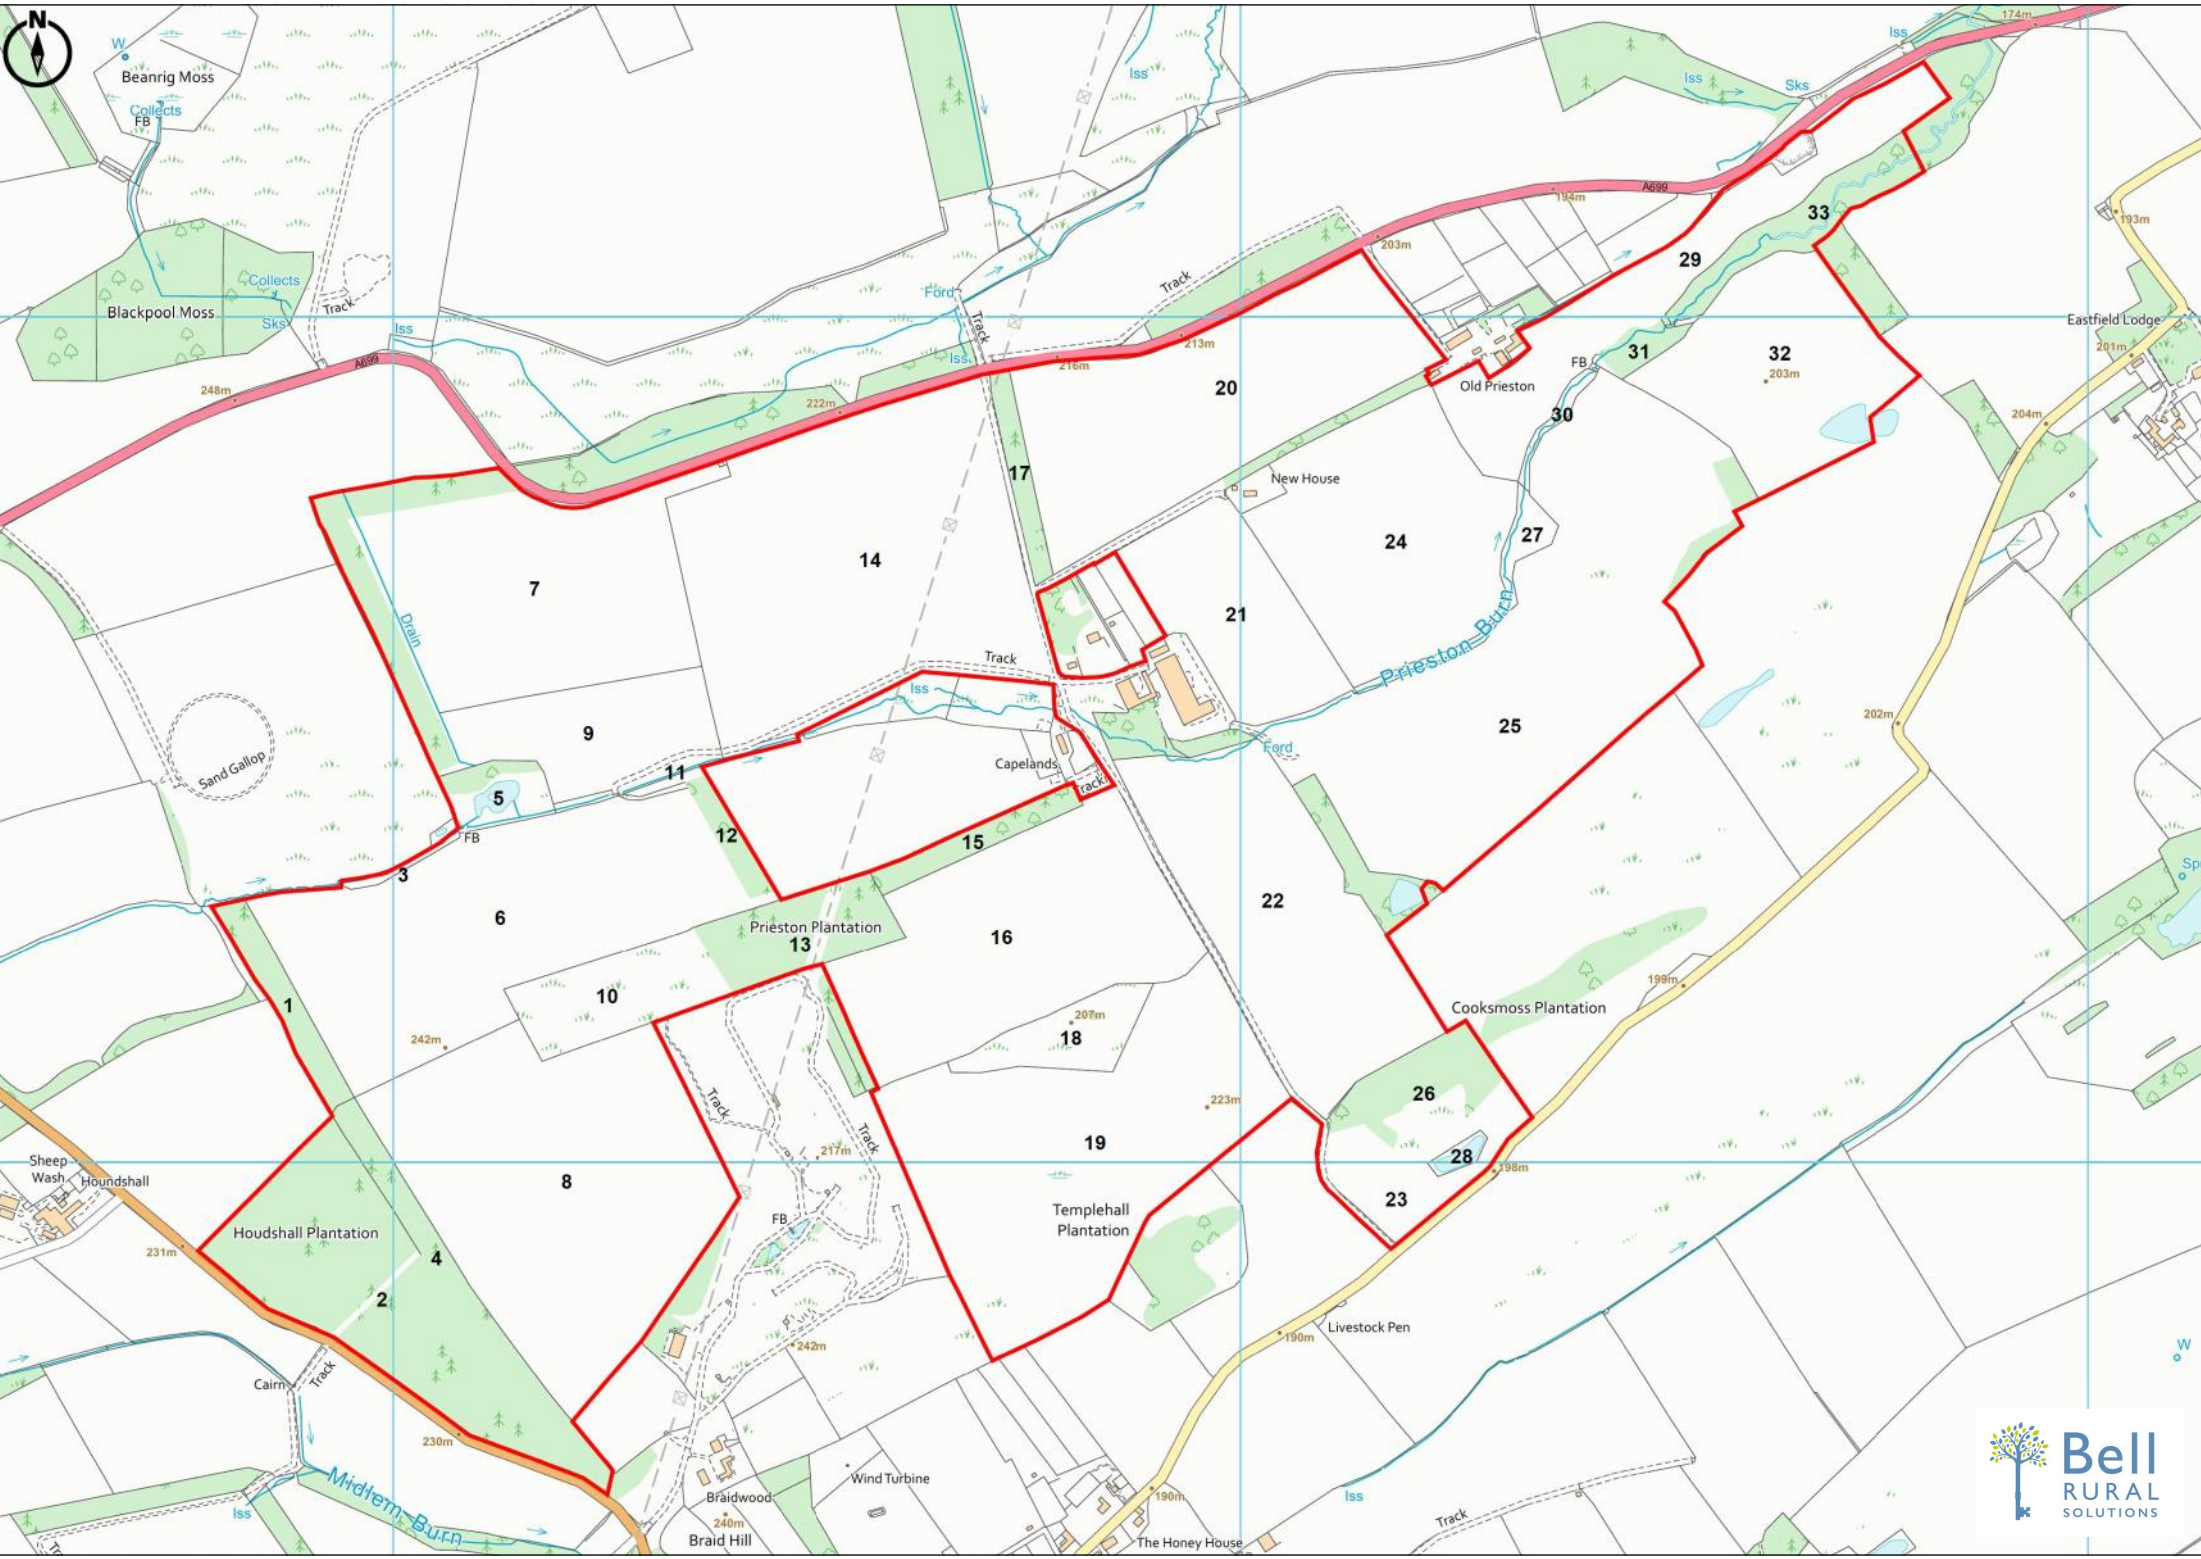 N
174m
Iss
W
Beanrig Moss
Iss
Iss
Sks
Collects
FB
A699
194m
193m
33
203m
29
Collects
Track
Ford
Track
Blackpool Moss
Track
Sks
Iss
Track
Eastfield Lodge
213m
201m
Iss
216m
31
32
203m
FB
A699
248m
20
Old Prieston
222m
30
204m
17
New House
27
24
14
7
21
Drain
Prieston Burn
Track
Iss
25
202m
9
Ford
Sand Gallop
Capelands
11
Track
5
12
FB
15
Sp
3
22
6
Prieston Plantation
13
16
199m
10
1
Cooksmoss Plantation
207m
18
242m
Track
26
223m
Track
19
217m
28
198m
Sheep
Wash
Houndshall
8
23
Templehall
Plantation
FB
Houdshall Plantation
231m
4
2
Livestock Pen
190m
242m
W
Cairn
Track
230m
Midlem Burn
Wind Turbine
Braidwood
190m
Iss
Iss
240m
Track
Braid Hill
The Honey House
Bell
RURAL
SOLUTIONS